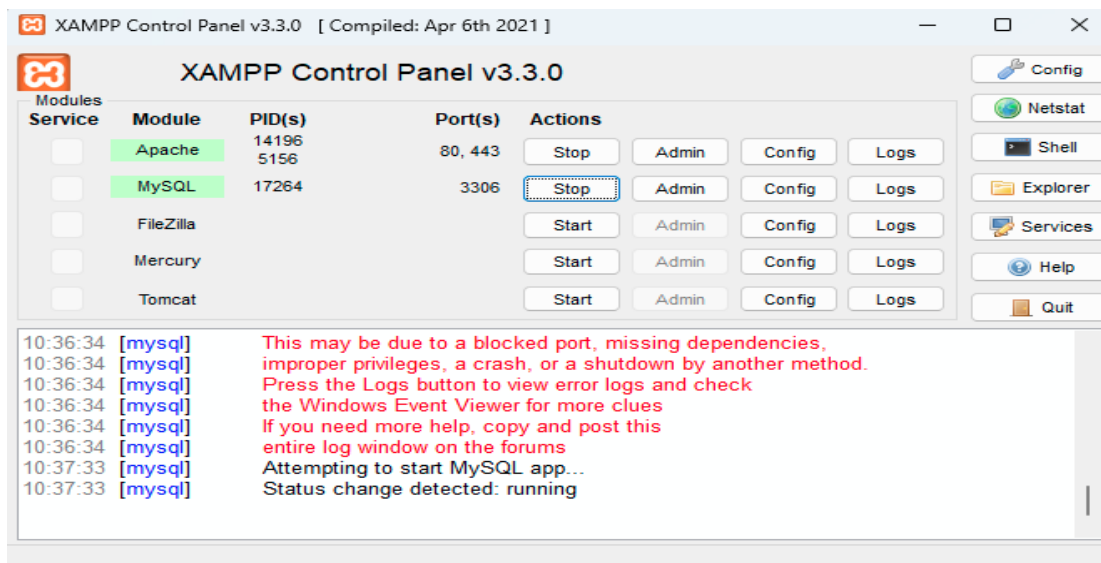 XAMPP Control Panel v3.3.0 [ Compiled: Apr 6th 2021 ]
XAMPP Control Panel v3.3.0
Config
Modules
Service Module PID(s) Port(s) Actions
Netstat
Apache 14196 5156 80, 443 Stop Admin Config Logs
Shell
MySQL 17264 3306 Stop Admin Config Logs
Explorer
FileZilla Start Admin Config Logs
Services
Mercury Start Admin Config Logs
Help
Tomcat Start Admin Config Logs
Quit
10:36:34 [mysql] This may be due to a blocked port, missing dependencies,
10:36:34 [mysql] improper privileges, a crash, or a shutdown by another method.
10:36:34 [mysql] Press the Logs button to view error logs and check
10:36:34 [mysql] the Windows Event Viewer for more clues
10:36:34 [mysql] If you need more help, copy and post this
10:36:34 [mysql] entire log window on the forums
10:37:33 [mysql] Attempting to start MySQL app...
10:37:33 [mysql] Status change detected: running